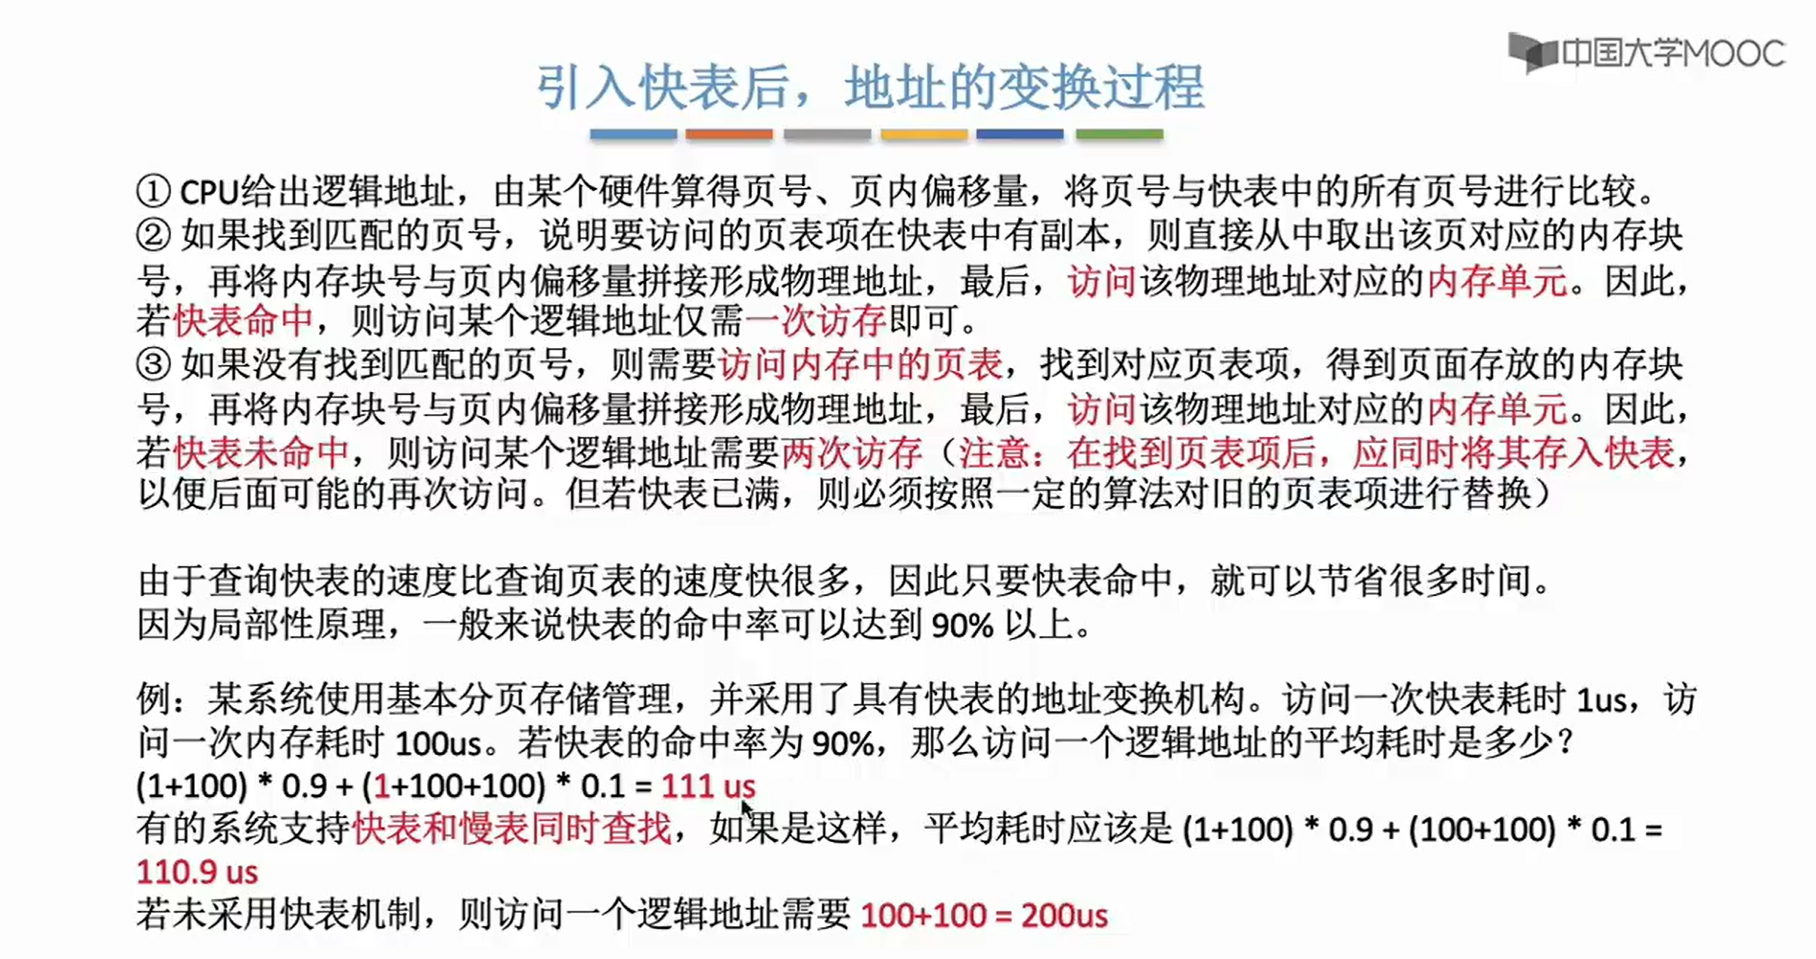 中国大学MOOC
引入快表后，地址的变换过程
① CPU给出逻辑地址，由某个硬件算得页号、页内偏移量，将页号与快表中的所有页号进行比较。
② 如果找到匹配的页号，说明要访问的页表项在快表中有副本，则直接从中取出该页对应的内存块
号，再将内存块号与页内偏移量拼接形成物理地址，最后，访问该物理地址对应的内存单元。因此，
若快表命中，则访问某个逻辑地址仅需一次访存即可。
③ 如果没有找到匹配的页号，则需要访问内存中的页表，找到对应页表项，得到页面存放的内存块
号，再将内存块号与页内偏移量拼接形成物理地址，最后，访问该物理地址对应的内存单元。因此，
若快表未命中，则访问某个逻辑地址需要两次访存（注意：在找到页表项后，应同时将其存入快表，
以便后面可能的再次访问。但若快表已满，则必须按照一定的算法对旧的页表项进行替换）
由于查询快表的速度比查询页表的速度快很多，因此只要快表命中，就可以节省很多时间。
因为局部性原理，一般来说快表的命中率可以达到 90% 以上。
例：某系统使用基本分页存储管理，并采用了具有快表的地址变换机构。访问一次快表耗时 1us，访
问一次内存耗时 100us。若快表的命中率为 90%，那么访问一个逻辑地址的平均耗时是多少？
(1+100) * 0.9 + (1+100+100) * 0.1 = 111 us
有的系统支持快表和慢表同时查找，如果是这样，平均耗时应该是 (1+100) * 0.9 + (100+100) * 0.1 =
110.9 us
若未采用快表机制，则访问一个逻辑地址需要 100+100 = 200us